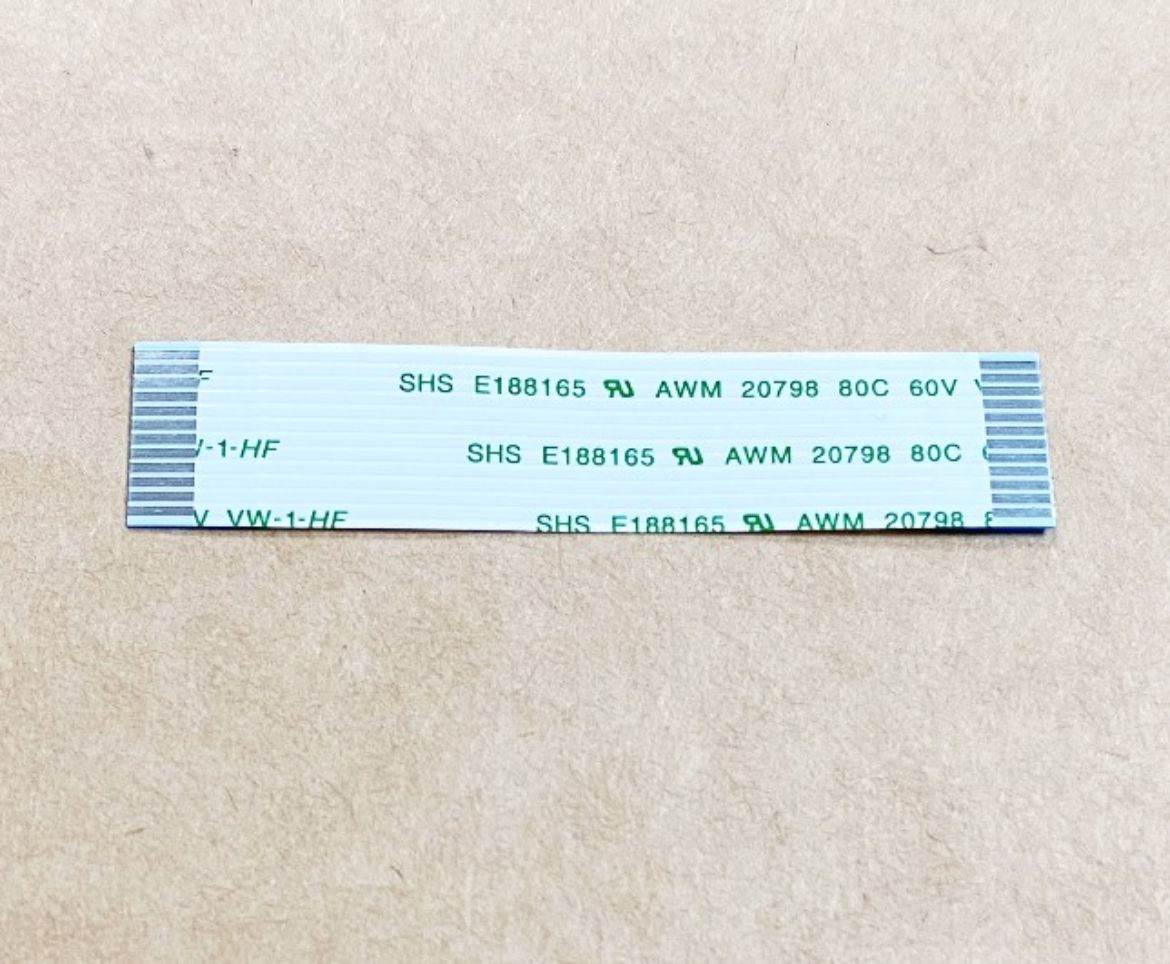 SHS E188165 AWM 20798 80C 60V
-1-HF SHS E188165 AWM 20798 80C
V VW-1-HF SHS E188165 AWM 20798